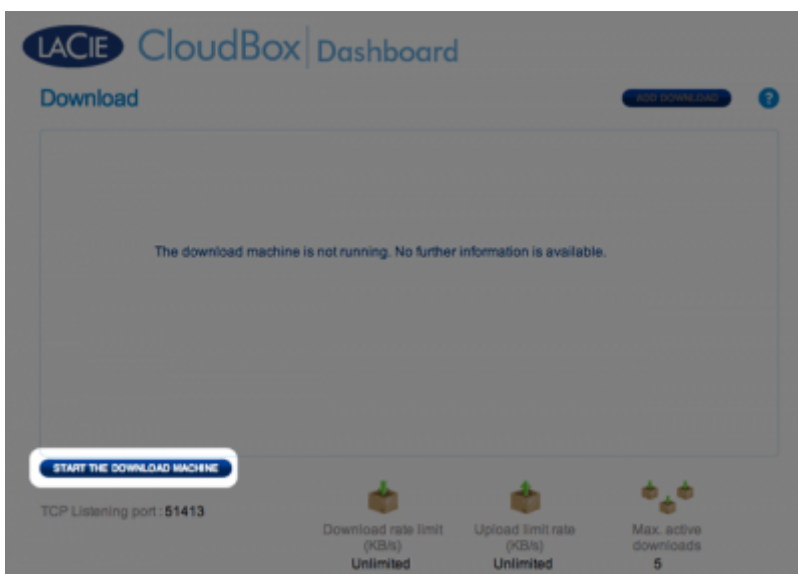 LACIE CloudBox Dashboard
Download
ADD DOWNLOAD ?
The download machine is not running. No further information is available.
START THE DOWNLOAD MACHINE
TCP Listening port : 51413
Download rate limit (KB/s)
Unlimited
Upload limit rate (KB/s)
Unlimited
Max. active downloads
5